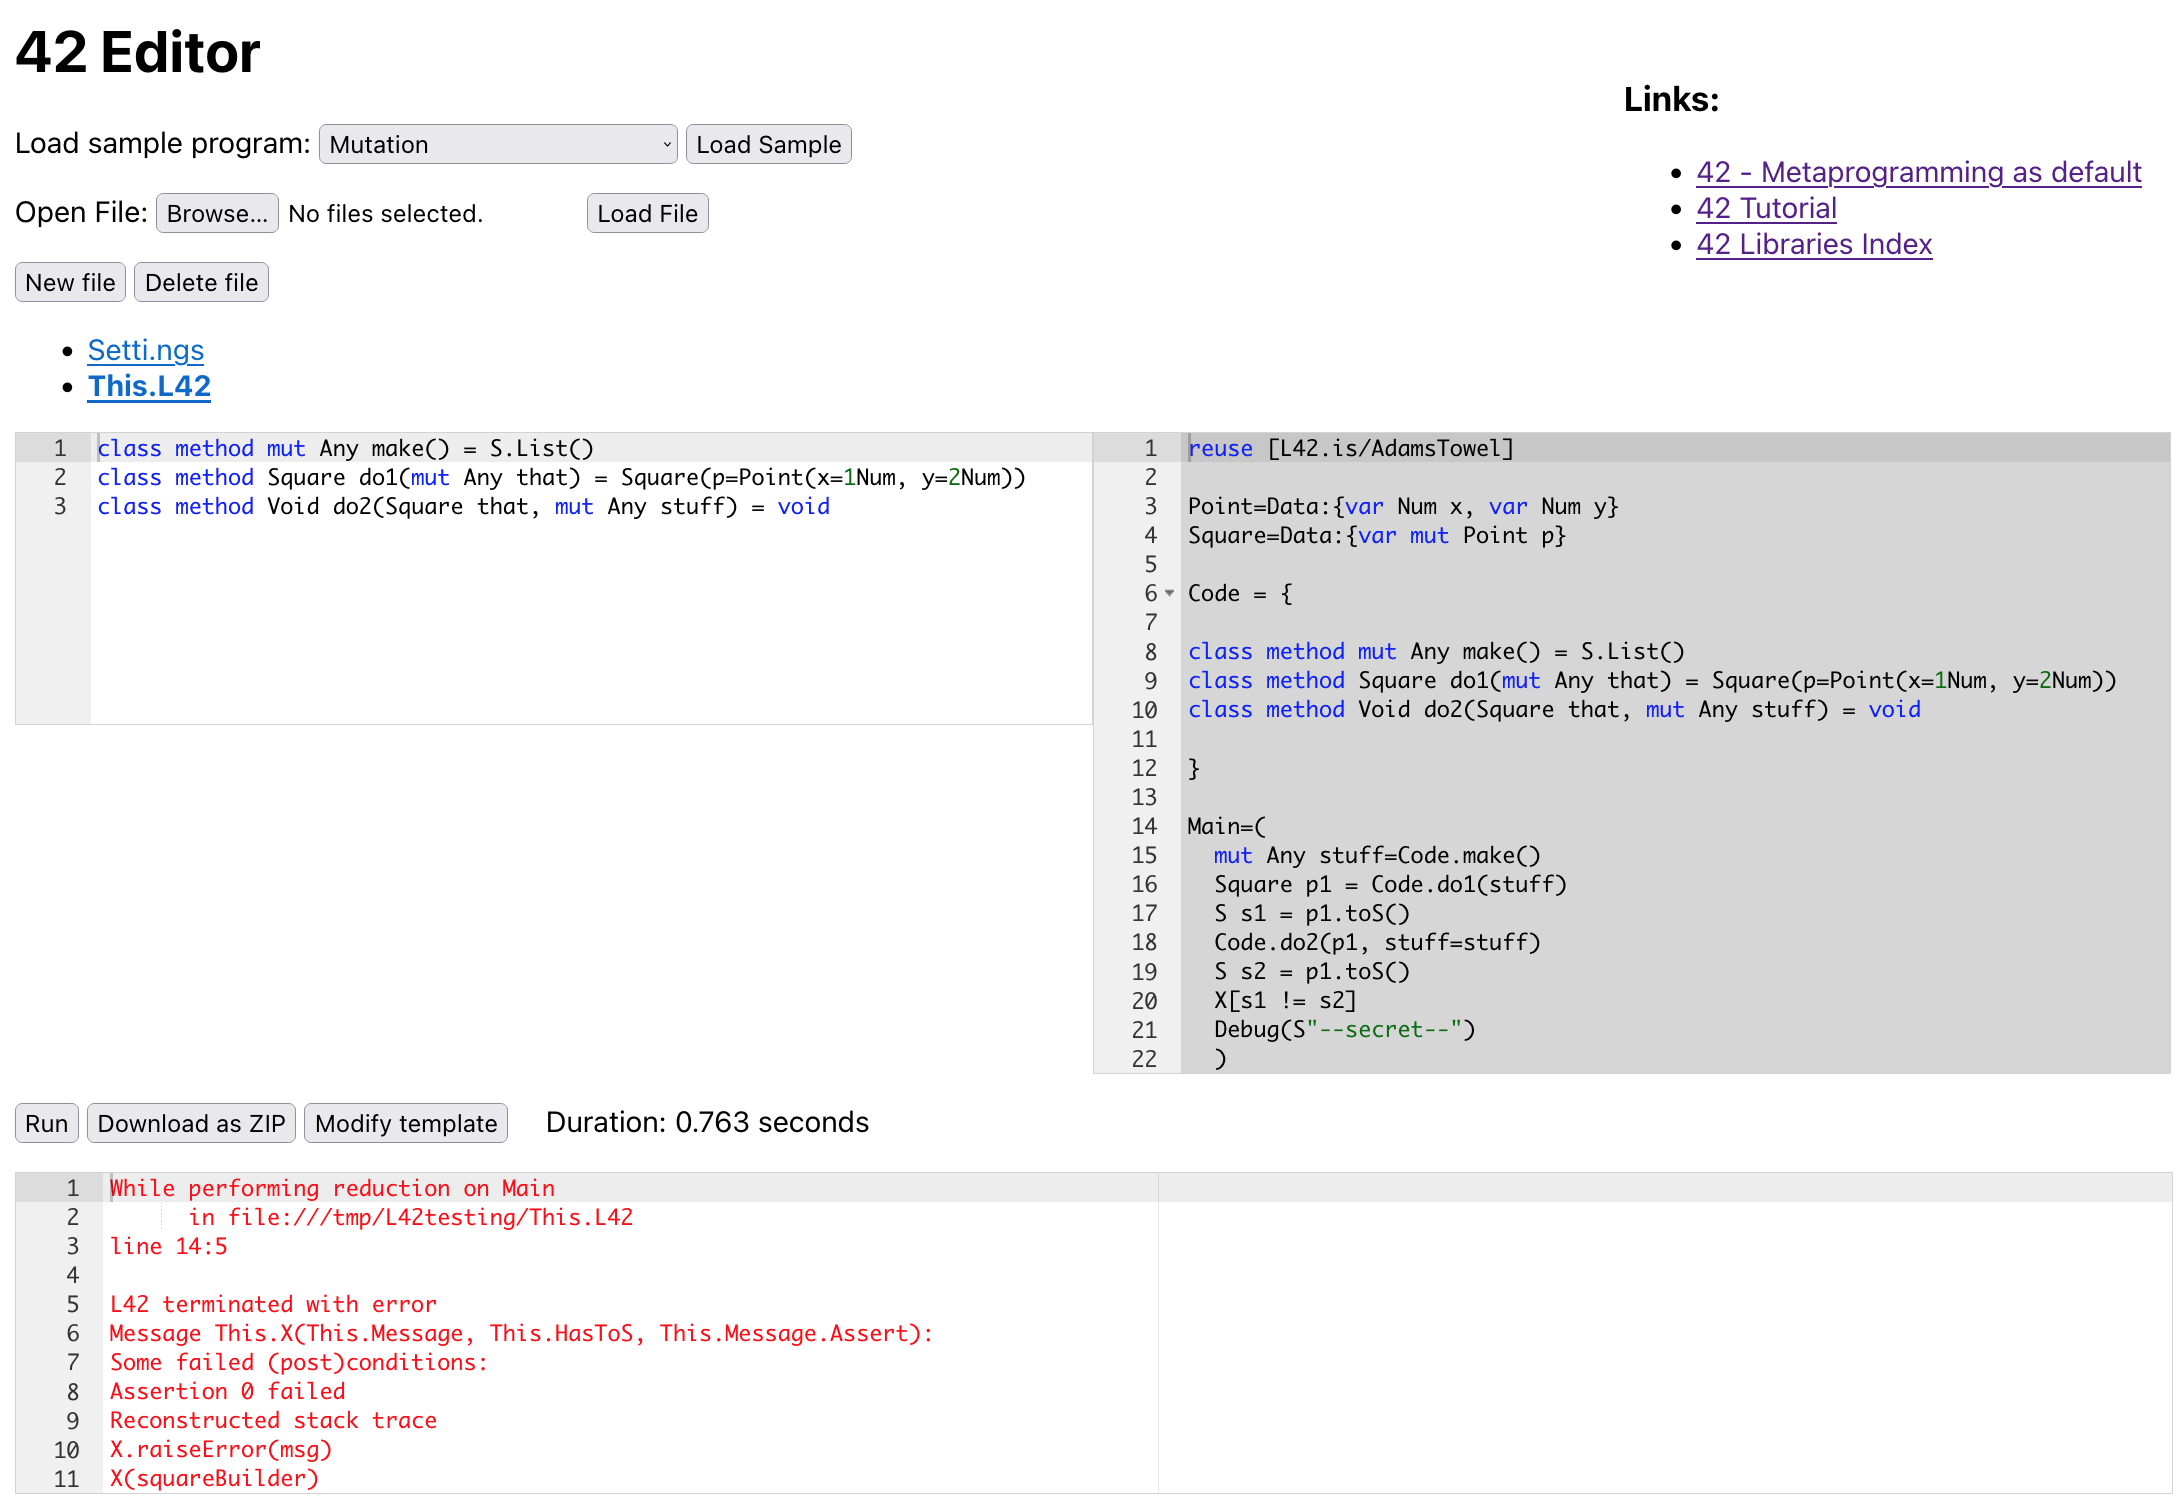 42 Editor
Links:
Load sample program: Mutation Load Sample
42 - Metaprogramming as default
42 Tutorial
42 Libraries Index
Open File: Browse... No files selected. Load File
New file Delete file
Setti.ngs
This.L42
1 class method mut Any make() = S.List()
2 class method Square do1(mut Any that) = Square(p=Point(x=1Num, y=2Num))
3 class method Void do2(Square that, mut Any stuff) = void
1 reuse [L42.is/AdamsTowel]
2
3 Point=Data:{var Num x, var Num y}
4 Square=Data:{var mut Point p}
5
6 Code = {
7
8 class method mut Any make() = S.List()
9 class method Square do1(mut Any that) = Square(p=Point(x=1Num, y=2Num))
10 class method Void do2(Square that, mut Any stuff) = void
11
12 }
13
14 Main=(
15   mut Any stuff=Code.make()
16   Square p1 = Code.do1(stuff)
17   S s1 = p1.toS()
18   Code.do2(p1, stuff=stuff)
19   S s2 = p1.toS()
20   X[s1 != s2]
21   Debug(S"--secret--")
22   )
Run Download as ZIP Modify template Duration: 0.763 seconds
1 While performing reduction on Main
2       in file:///tmp/L42testing/This.L42
3 line 14:5
4
5 L42 terminated with error
6 Message This.X(This.Message, This.HasToS, This.Message.Assert):
7 Some failed (post)conditions:
8 Assertion 0 failed
9 Reconstructed stack trace
10 X.raiseError(msg)
11 X(squareBuilder)